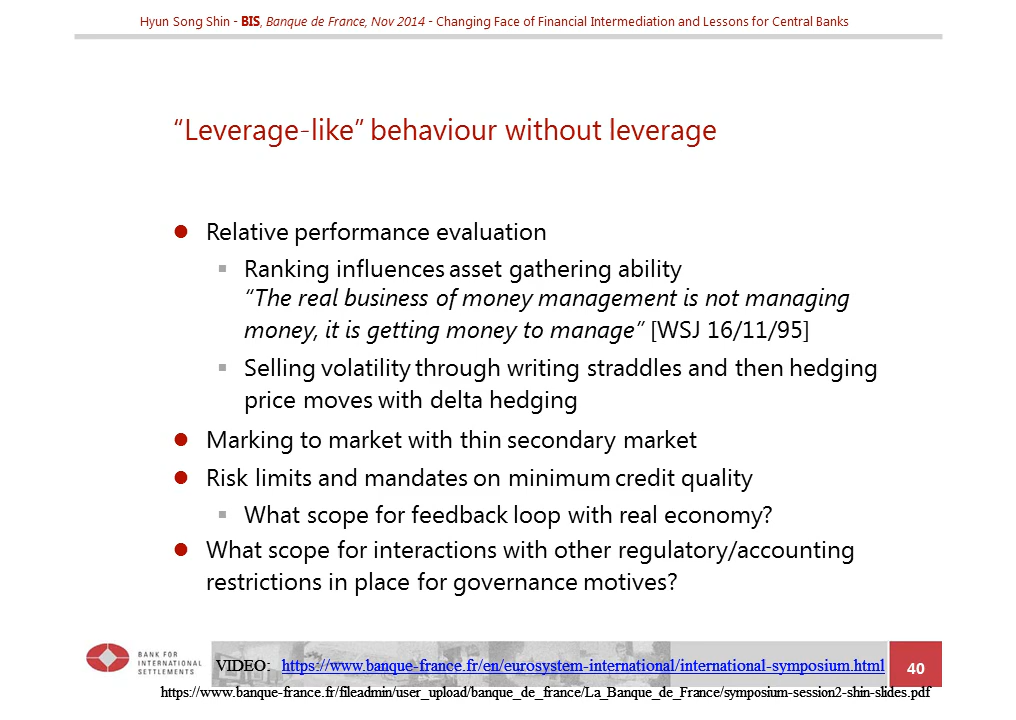 Hyun Song Shin - BIS, Banque de France, Nov 2014 - Changing Face of Financial Intermediation and Lessons for Central Banks
“Leverage-like” behaviour without leverage
Relative performance evaluation
Ranking influences asset gathering ability
“The real business of money management is not managing
money, it is getting money to manage” [WSJ 16/11/95]
Selling volatility through writing straddles and then hedging
price moves with delta hedging
Marking to market with thin secondary market
Risk limits and mandates on minimum credit quality
What scope for feedback loop with real economy?
What scope for interactions with other regulatory/accounting
restrictions in place for governance motives?
BANK FOR
INTERNATIONAL
SETTLEMENTS
VIDEO: https://www.banque-france.fr/en/eurosystem-international/international-symposium.html
40
https://www.banque-france.fr/fileadmin/user_upload/banque_de_france/La_Banque_de_France/symposium-session2-shin-slides.pdf